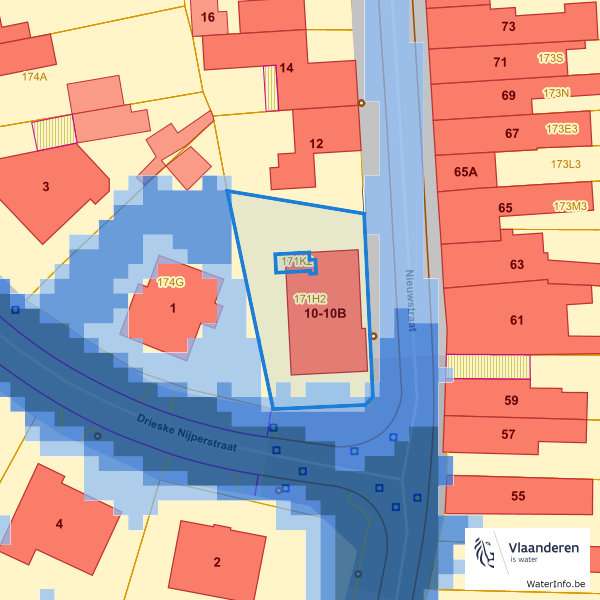 16
73
71
173S
174A
14
69
173N
67
173E3
12
173L3
65A
3
65
173M3
171K2
63
174G
1
171H2
10-10B
Nieuwstraat
61
59
Drieske Nijperstraat
57
55
4
2
Vlaanderen
is water
WaterInfo.be